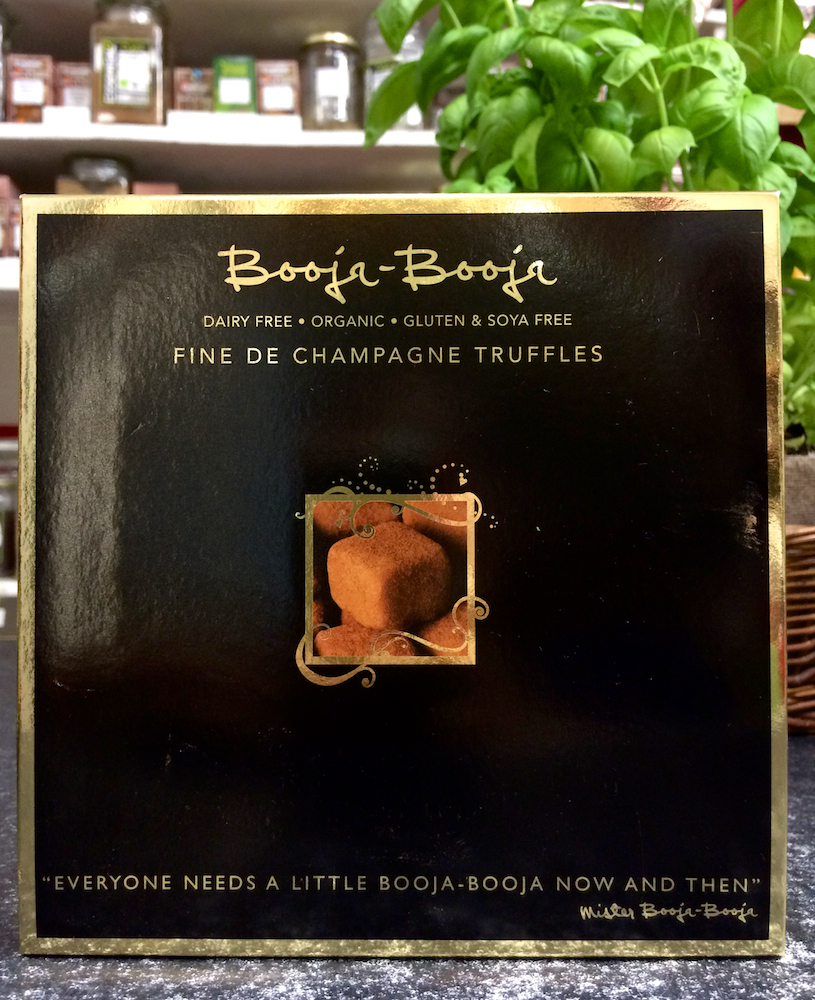 Booja-Booja
DAIRY FREE • ORGANIC • GLUTEN & SOYA FREE
FINE DE CHAMPAGNE TRUFFLES
“EVERYONE NEEDS A LITTLE BOOJA-BOOJA NOW AND THEN”
Mister Booja-Booja